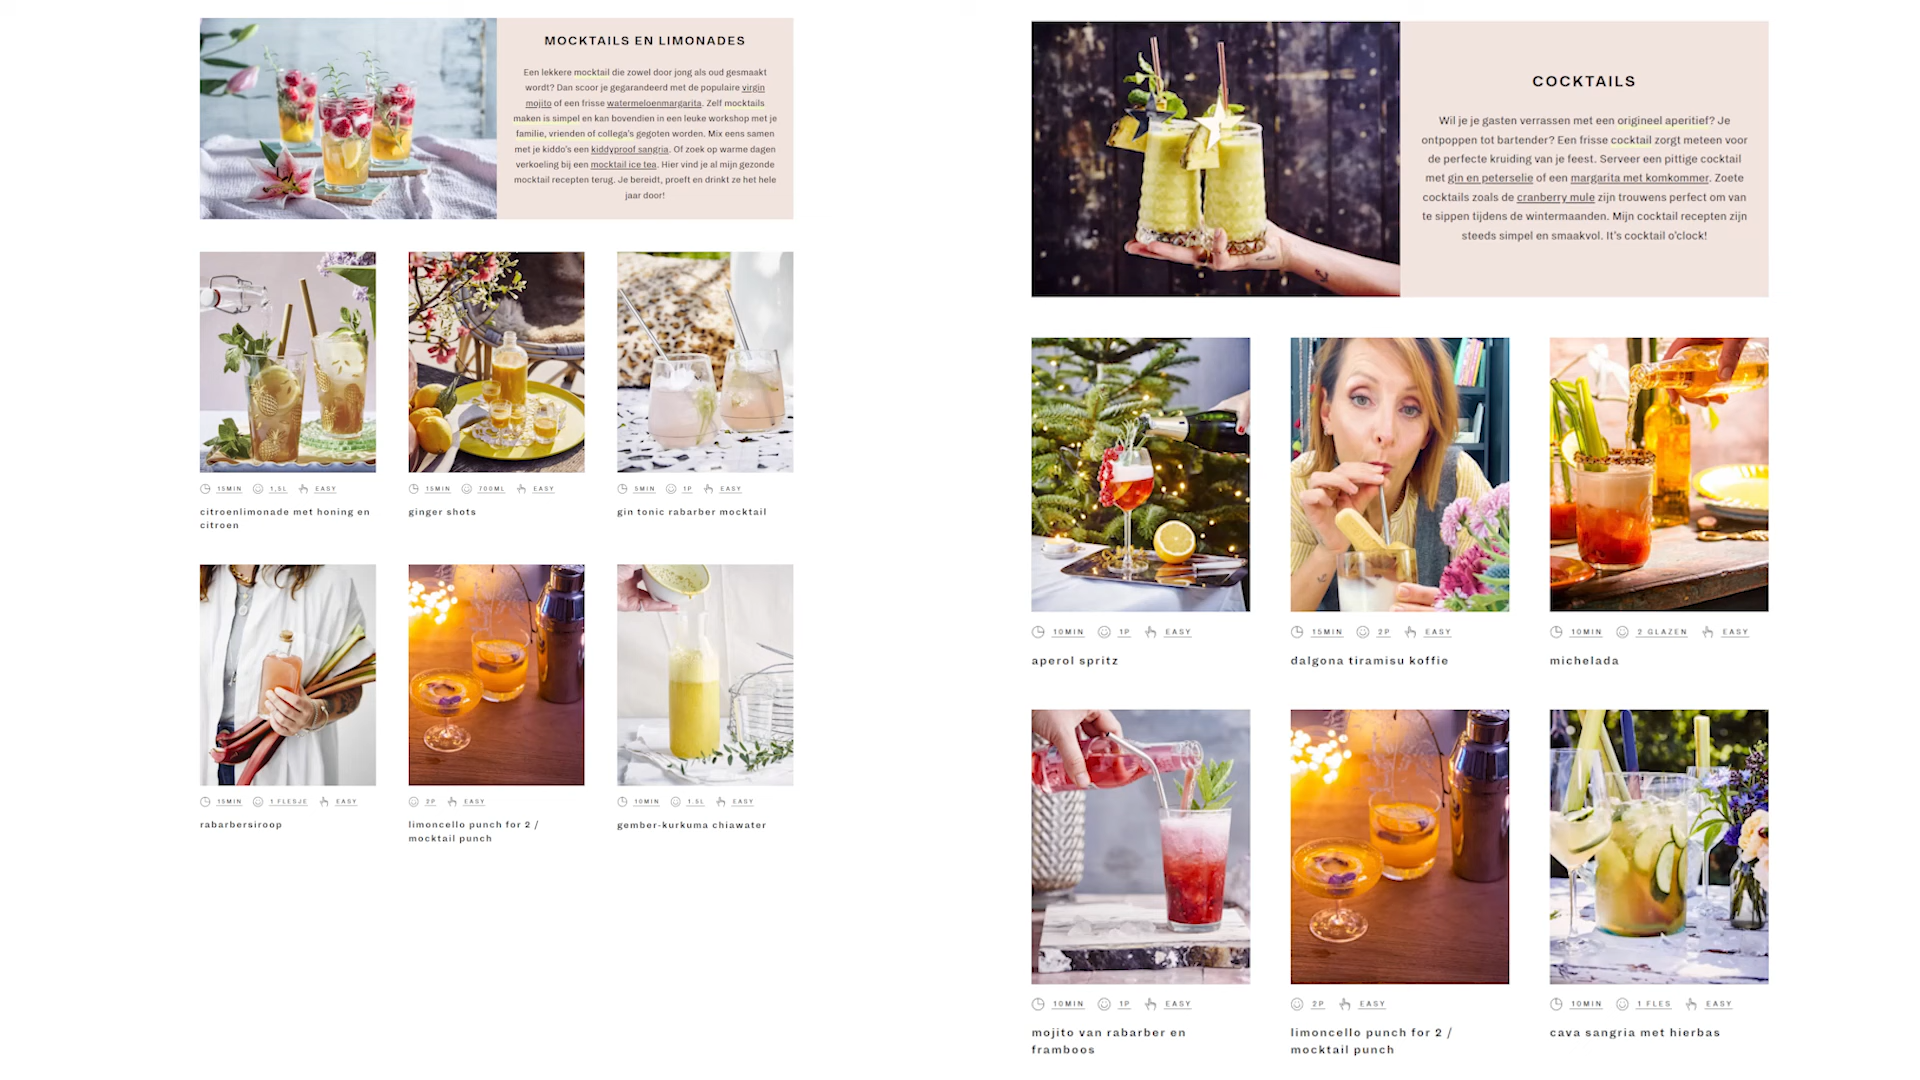 MOCKTAILS EN LIMONADES
Een lekkere mocktail die zowel door jong als oud gesmaakt
wordt? Dan scoor je gegarandeerd met de populaire virgin
mojito of een frisse watermeloenmargarita. Zelf mocktails
maken is simpel en kan bovendien in een leuke workshop met je
familie, vrienden of collega's gegoten worden. Mix eens samen
met je kiddo's een kiddyproof sangria. Of zoek op warme dagen
verkoeling bij een mocktail ice tea. Hier vind je al mijn gezonde
mocktail recepten terug. Je bereidt, proeft en drinkt ze het hele
jaar door!
15MIN 1,5L EASY
citroenlimonade met honing en
citroen
15MIN 700ML EASY
ginger shots
5MIN 1P EASY
gin tonic rabarber mocktail
15MIN 1 FLESJE EASY
rabarbersiroop
2P EASY
limoncello punch for 2 /
mocktail punch
10MIN 1.5L EASY
gember-kurkuma chiawater
COCKTAILS
Wil je je gasten verrassen met een origineel aperitief? Je
ontpoppen tot bartender? Een frisse cocktail zorgt meteen voor
de perfecte kruiding van je feest. Serveer een pittige cocktail
met gin en peterselie of een margarita met komkommer. Zoete
cocktails zoals de cranberry mule zijn trouwens perfect om van
te sippen tijdens de wintermaanden. Mijn cocktail recepten zijn
steeds simpel en smaakvol. It's cocktail o'clock!
10MIN 1P EASY
aperol spritz
15MIN 2P EASY
dalgona tiramisu koffie
10MIN 2 GLAZEN EASY
michelada
10MIN 1P EASY
mojito van rabarber en
framboos
2P EASY
limoncello punch for 2 /
mocktail punch
10MIN 1 FLES EASY
cava sangria met hierbas